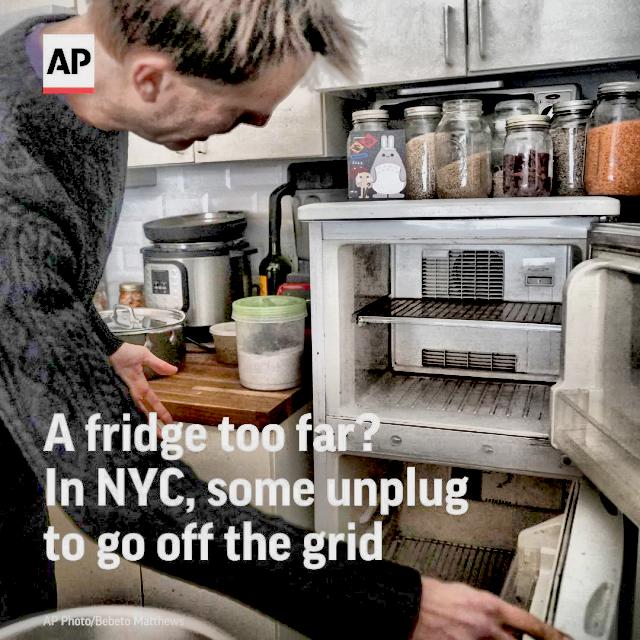 AP
A fridge too far?
In NYC, some unplug
to go off the grid
AP Photo/Bebeto Matthews